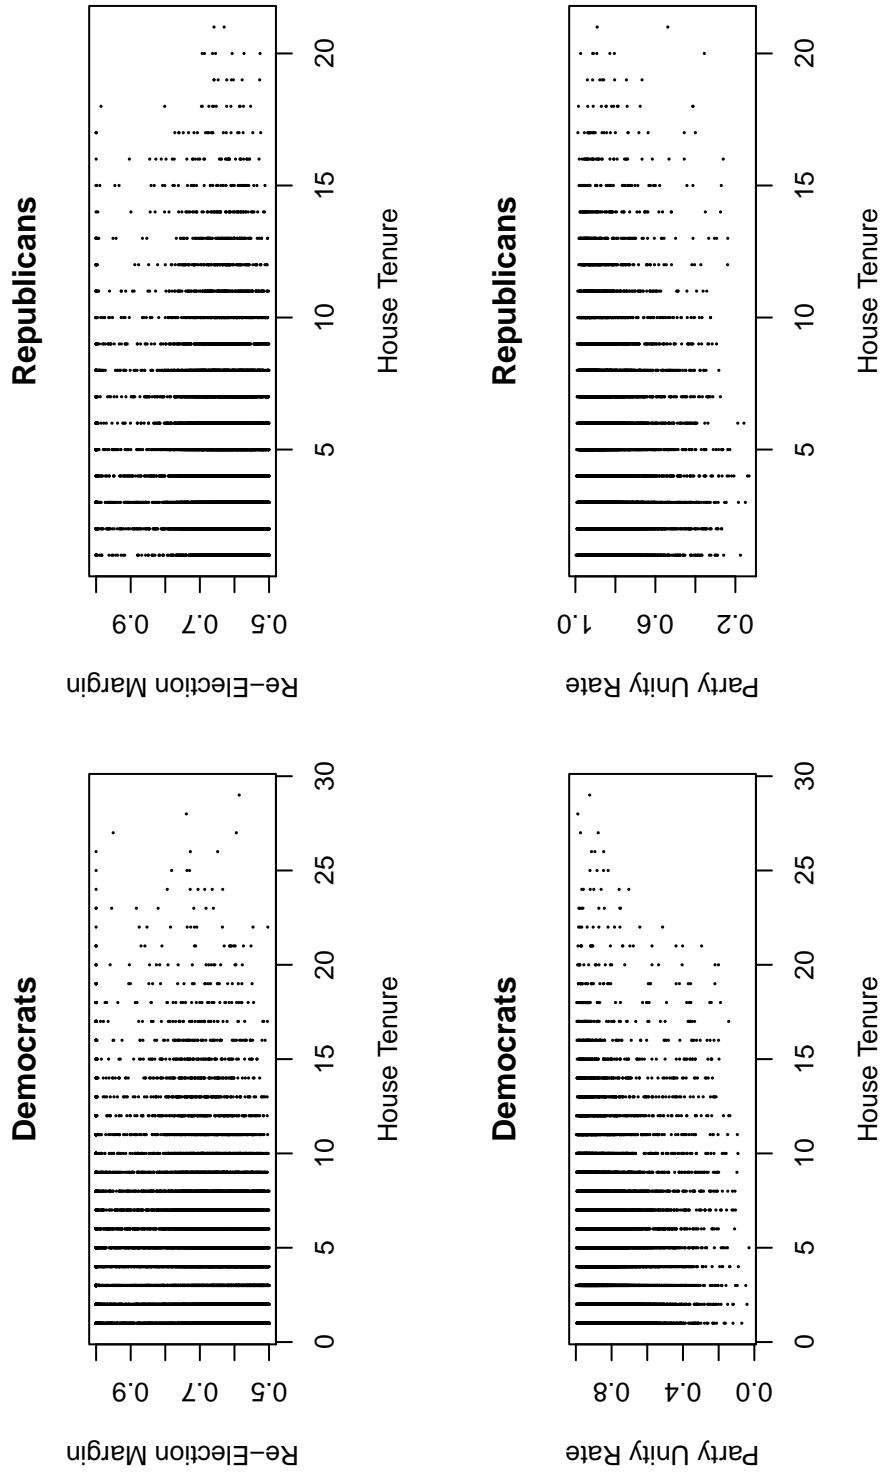 Democrats
Re−Election Margin
0.5 0.7 0.9
0 5 10 15 20 25 30
House Tenure
Republicans
Re−Election Margin
0.5 0.7 0.9
5 10 15 20
House Tenure
Democrats
Party Unity Rate
0.0 0.4 0.8
0 5 10 15 20 25 30
House Tenure
Republicans
Party Unity Rate
0.2 0.6 1.0
5 10 15 20
House Tenure